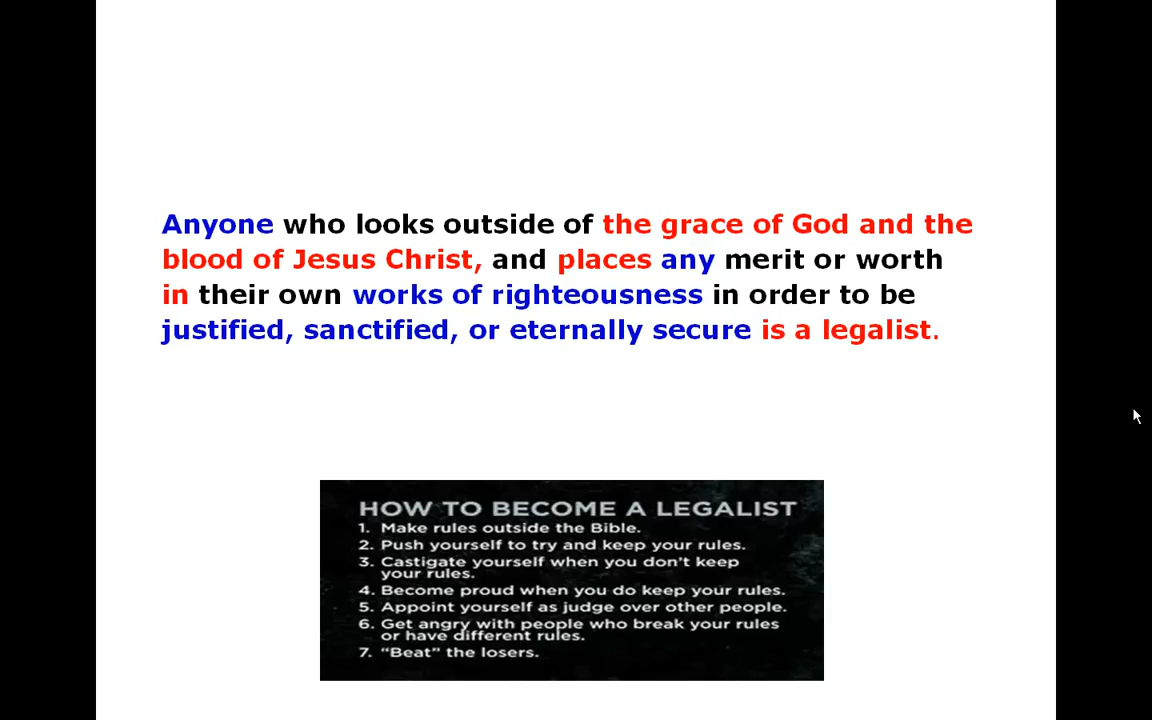 Anyone who looks outside of the grace of God and the
blood of Jesus Christ, and places any merit or worth
in their own works of righteousness in order to be
justified, sanctified, or eternally secure is a legalist.
HOW TO BECOME A LEGALIST
1. Make rules outside the Bible.
2. Push yourself to try and keep your rules.
3. Castigate yourself when you don't keep
your rules.
4. Become proud when you do keep your rules.
5. Appoint yourself as judge over other people.
6. Get angry with people who break your rules
or have different rules.
7. “Beat” the losers.